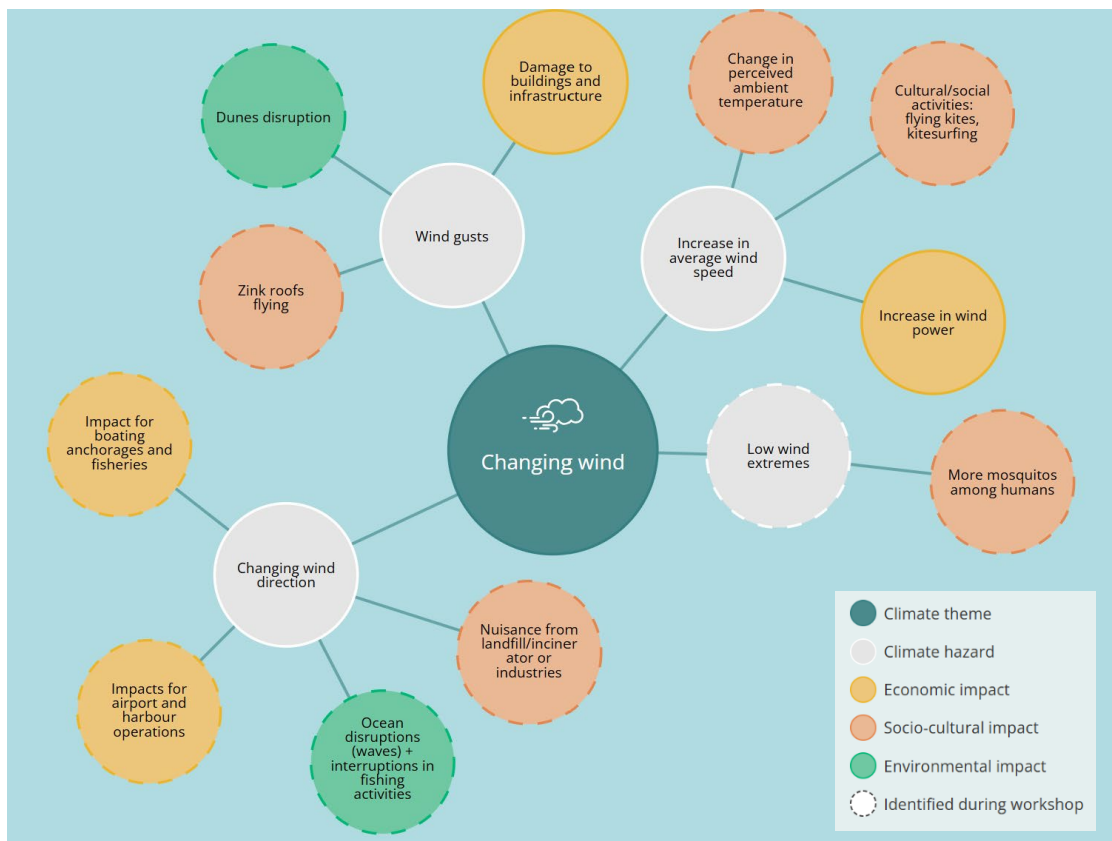 Dunes disruption
Damage to
buildings and
infrastructure
Change in
perceived
ambient
temperature
Cultural/social
activities:
flying kites,
kitesurfing
Wind gusts
Increase in
average wind
speed
Zink roofs
flying
Increase in wind
power
Impact for
boating
anchorages and
fisheries
Changing wind
Low wind
extremes
More mosquitos
among humans
Changing wind
direction
Nuisance from
landfill/inciner
ator or
industries
Impacts for
airport and
harbour
operations
Ocean
disruptions
(waves) +
interruptions in
fishing
activities
Climate theme
Climate hazard
Economic impact
Socio-cultural impact
Environmental impact
Identified during workshop